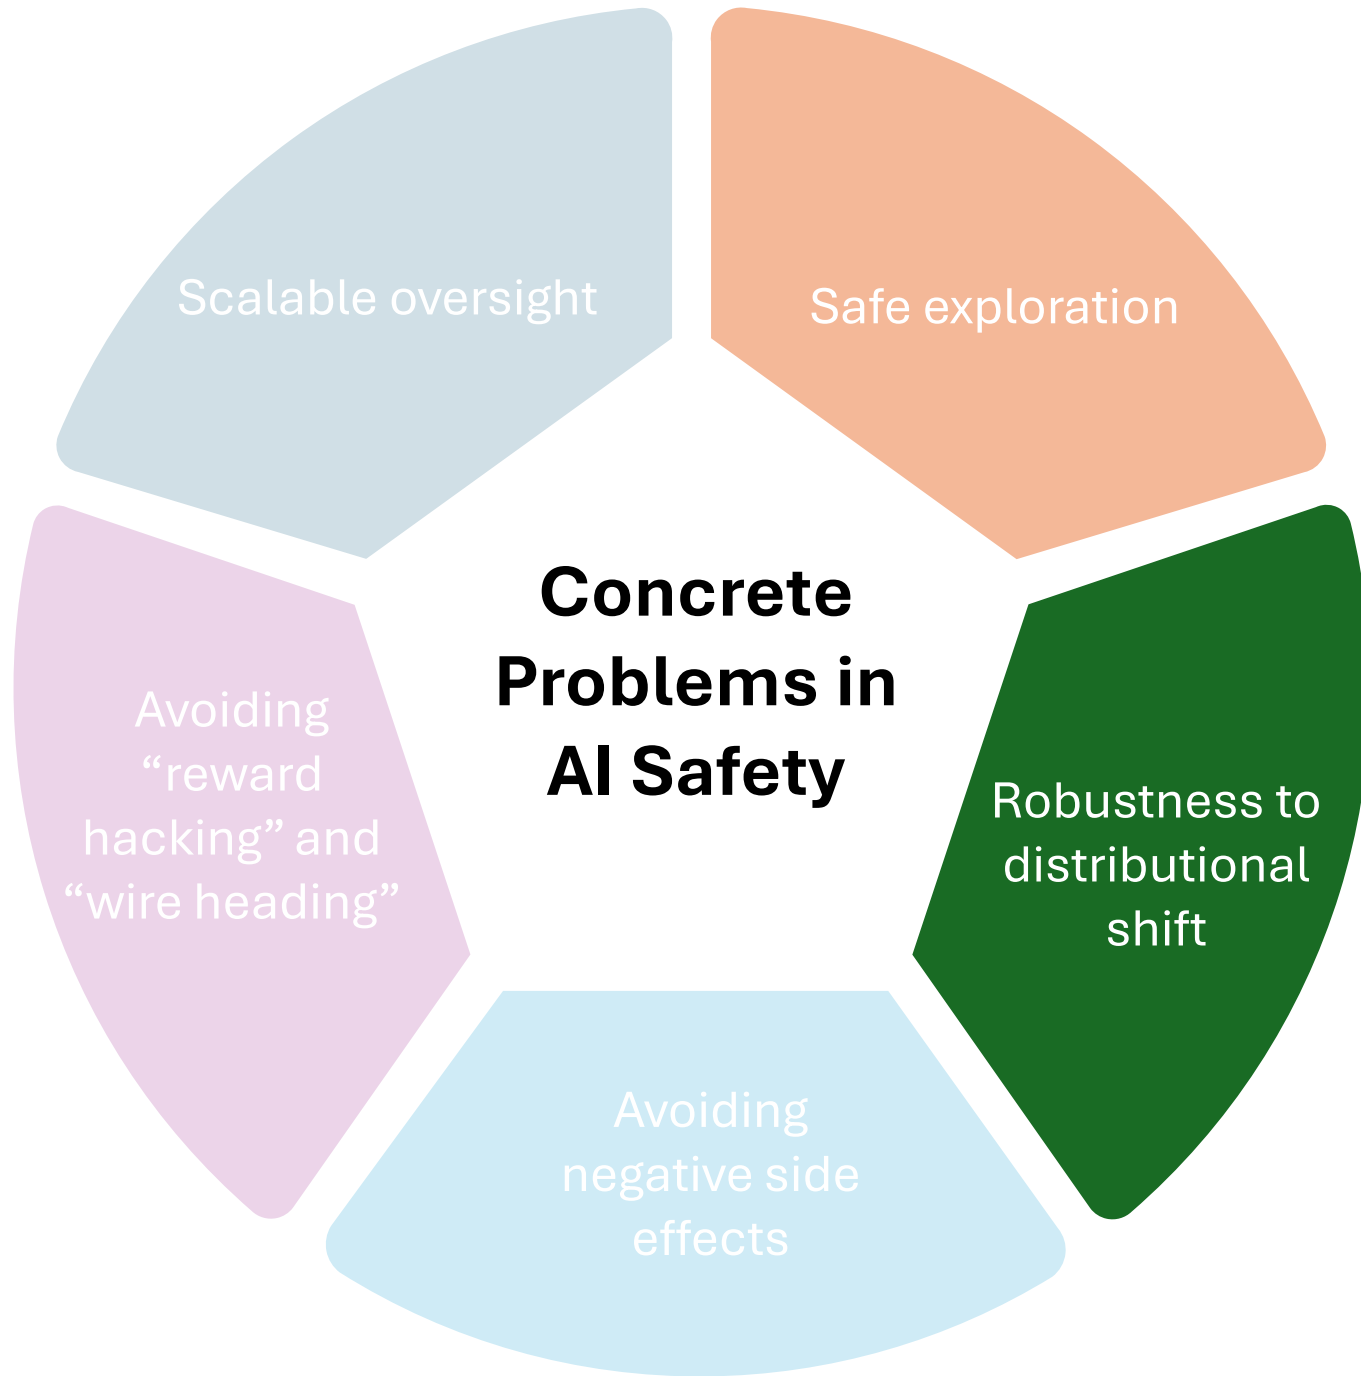 Scalable oversight
Safe exploration
Concrete
Problems in
AI Safety
Avoiding
“reward
hacking” and
“wire heading”
Robustness to
distributional
shift
Avoiding
negative side
effects